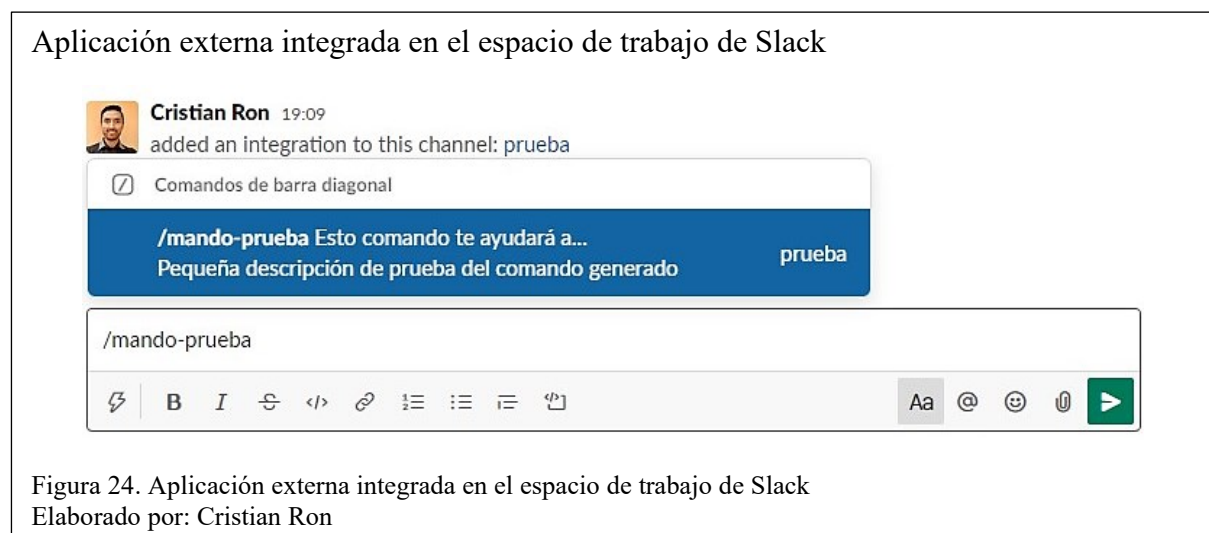 Aplicación externa integrada en el espacio de trabajo de Slack
Cristian Ron 19:09
added an integration to this channel: prueba
Comandos de barra diagonal
/mando-prueba Esto comando te ayudará a...
Pequeña descripción de prueba del comando generado
prueba
/mando-prueba
B I S </> Aa @
Figura 24. Aplicación externa integrada en el espacio de trabajo de Slack
Elaborado por: Cristian Ron